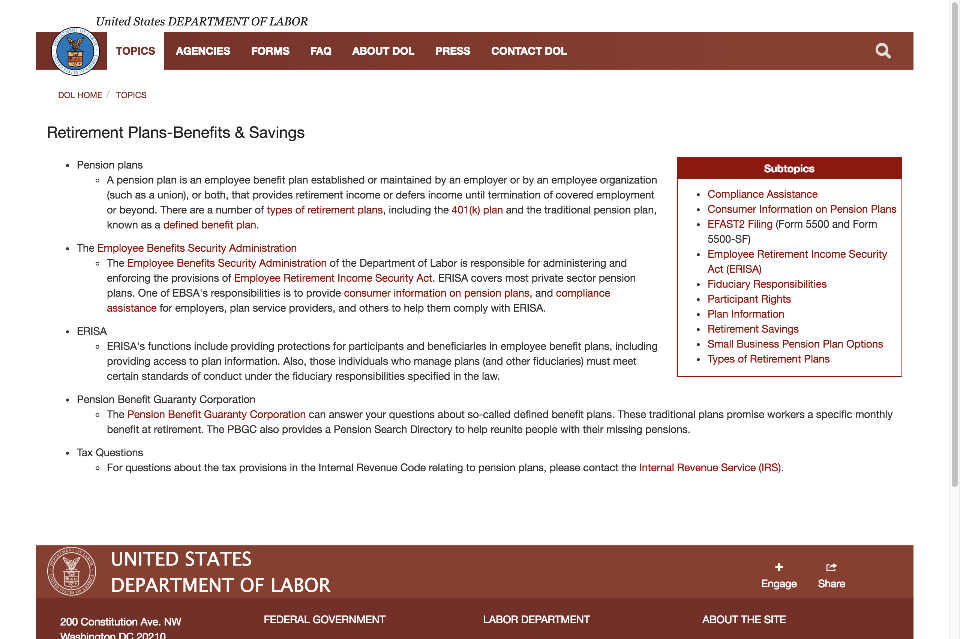 United States DEPARTMENT OF LABOR
TOPICS AGENCIES FORMS FAQ ABOUT DOL PRESS CONTACT DOL
DOL HOME / TOPICS
Retirement Plans-Benefits & Savings
• Pension plans
◦ A pension plan is an employee benefit plan established or maintained by an employer or by an employee organization
(such as a union), or both, that provides retirement income or defers income until termination of covered employment
or beyond. There are a number of types of retirement plans, including the 401(k) plan and the traditional pension plan,
known as a defined benefit plan.
• The Employee Benefits Security Administration
◦ The Employee Benefits Security Administration of the Department of Labor is responsible for administering and
enforcing the provisions of Employee Retirement Income Security Act. ERISA covers most private sector pension
plans. One of EBSA's responsibilities is to provide consumer information on pension plans, and compliance
assistance for employers, plan service providers, and others to help them comply with ERISA.
• ERISA
◦ ERISA's functions include providing protections for participants and beneficiaries in employee benefit plans, including
providing access to plan information. Also, those individuals who manage plans (and other fiduciaries) must meet
certain standards of conduct under the fiduciary responsibilities specified in the law.
• Pension Benefit Guaranty Corporation
◦ The Pension Benefit Guaranty Corporation can answer your questions about so-called defined benefit plans. These traditional plans promise workers a specific monthly
benefit at retirement. The PBGC also provides a Pension Search Directory to help reunite people with their missing pensions.
• Tax Questions
◦ For questions about the tax provisions in the Internal Revenue Code relating to pension plans, please contact the Internal Revenue Service (IRS).
Subtopics
• Compliance Assistance
• Consumer Information on Pension Plans
• EFAST2 Filing (Form 5500 and Form
5500-SF)
• Employee Retirement Income Security
Act (ERISA)
• Fiduciary Responsibilities
• Participant Rights
• Plan Information
• Retirement Savings
• Small Business Pension Plan Options
• Types of Retirement Plans
UNITED STATES
DEPARTMENT OF LABOR
Engage Share
200 Constitution Ave. NW
Washington DC 20210
FEDERAL GOVERNMENT
LABOR DEPARTMENT
ABOUT THE SITE